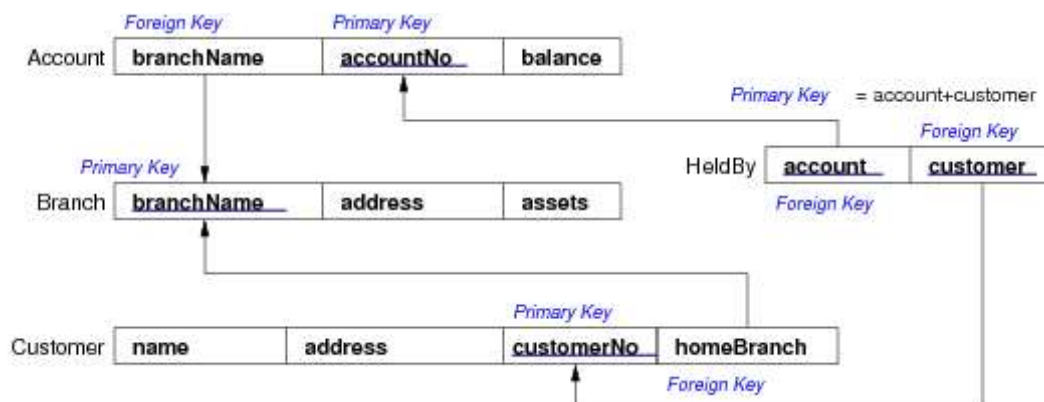 Foreign Key Primary Key
Account branchName accountNo balance
Primary Key = account+customer
Foreign Key
Primary Key HeldBy account customer
Branch branchName address assets Foreign Key
Primary Key
Customer name address customerNo homeBranch
Foreign Key